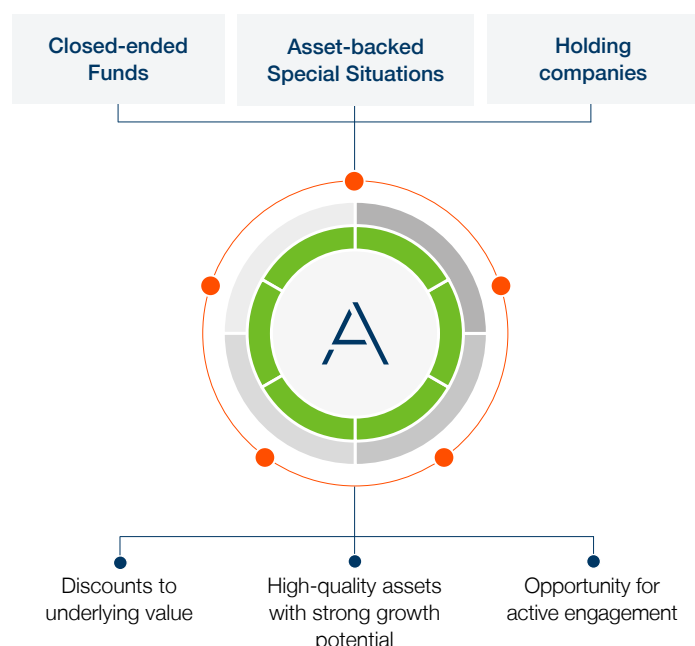 Closed-ended
Funds
Asset-backed
Special Situations
Holding
companies
Discounts to
underlying value
High-quality assets
with strong growth
potential
Opportunity for
active engagement